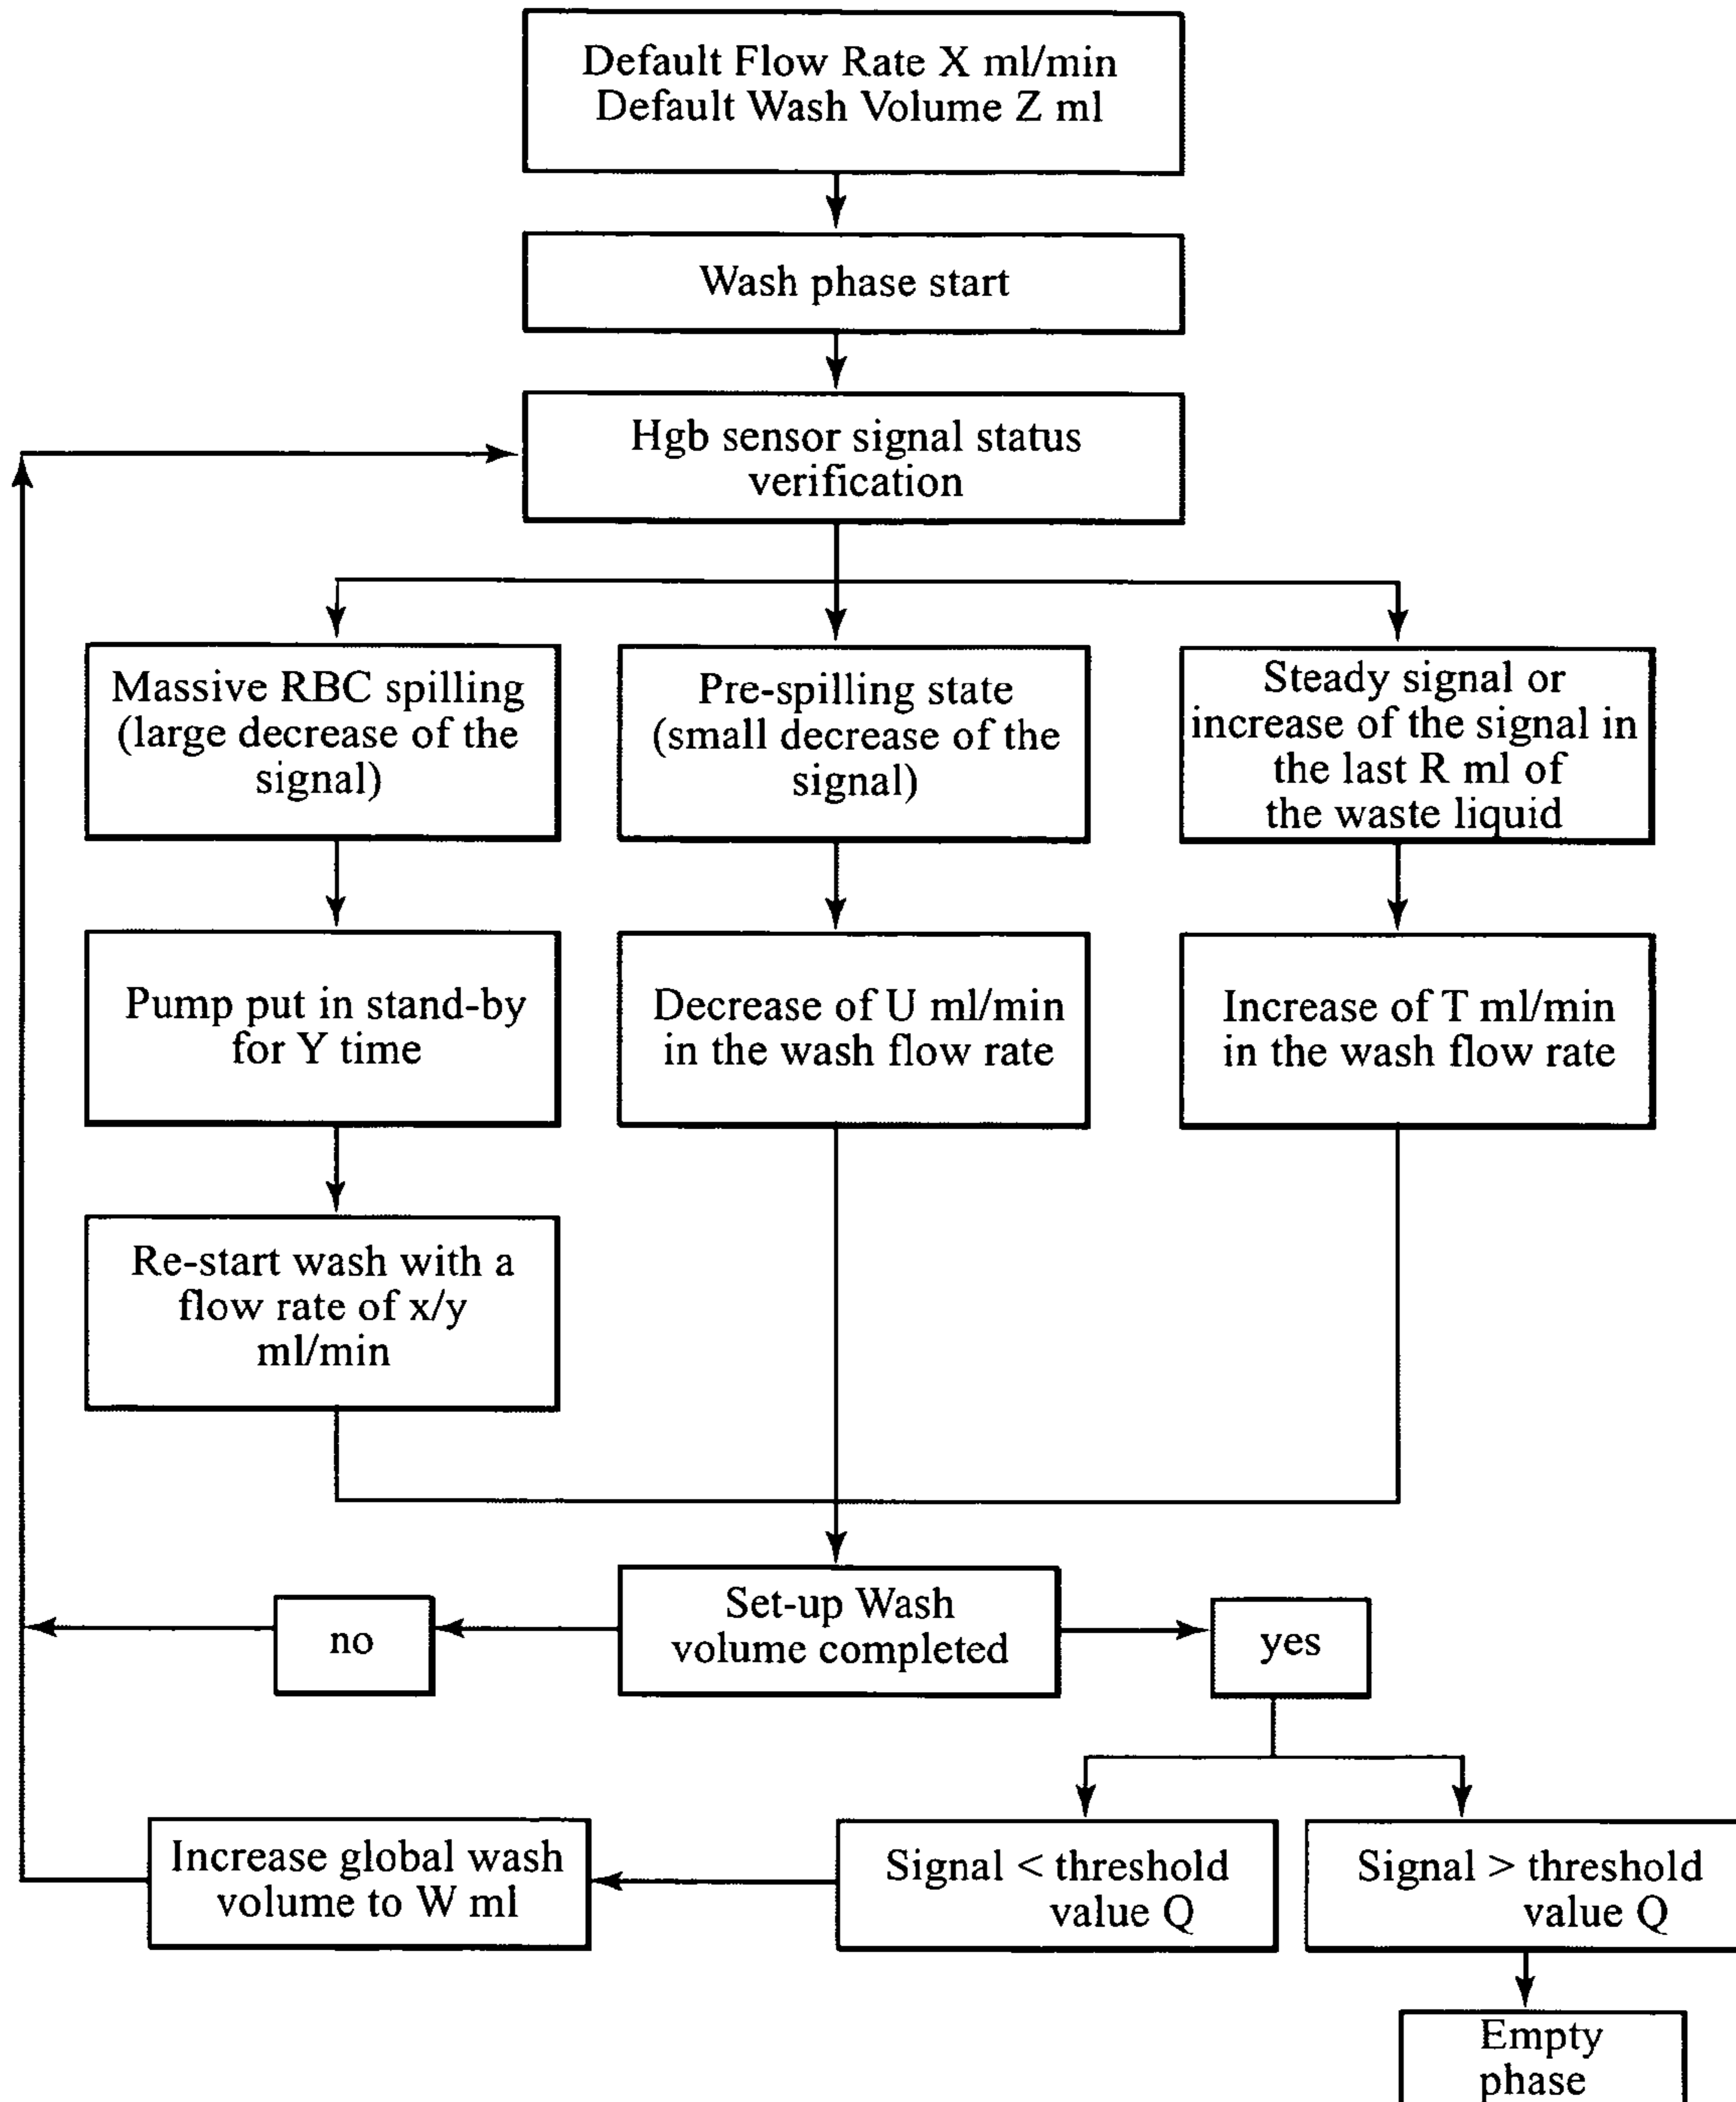 Default Flow Rate X ml/min
Default Wash Volume Z ml
Wash phase start
Hgb sensor signal status
verification
Massive RBC spilling
(large decrease of the
signal)
Pre-spilling state
(small decrease of the
signal)
Steady signal or
increase of the signal in
the last R ml of
the waste liquid
Pump put in stand-by
for Y time
Decrease of U ml/min
in the wash flow rate
Increase of T ml/min
in the wash flow rate
Re-start wash with a
flow rate of x/y
ml/min
Set-up Wash
volume completed
no
yes
Increase global wash
volume to W ml
Signal < threshold
value Q
Signal > threshold
value Q
Empty
phase